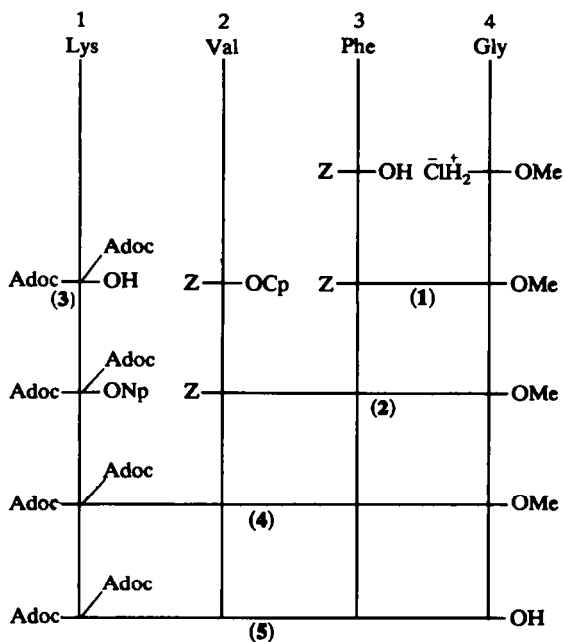 1 2 3 4
Lys Val Phe Gly
Z OH C̄lH₂⁺ OMe
Adoc
Adoc OH Z OCp Z OMe
(3) (1)
Adoc
Adoc ONp Z OMe
(2)
Adoc
Adoc OMe
(4)
Adoc
Adoc OH
(5)